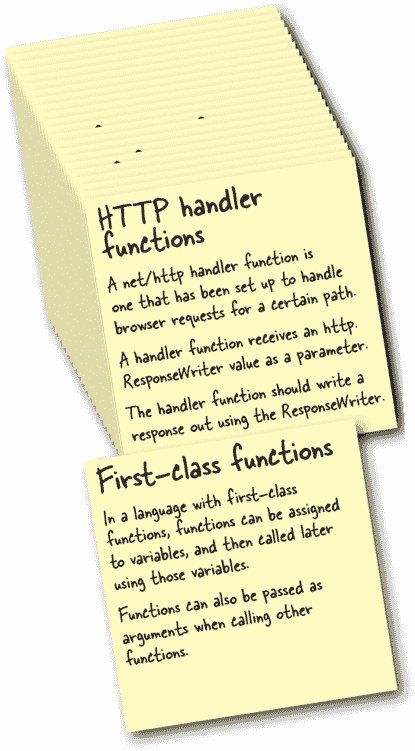 HTTP handler
functions
A net/http handler function is
one that has been set up to handle
browser requests for a certain path.
A handler function receives an http.
ResponseWriter value as a parameter.
The handler function should write a
response out using the ResponseWriter.
First-class functions
In a language with first-class
functions, functions can be assigned
to variables, and then called later
using those variables.
Functions can also be passed as
arguments when calling other
functions.